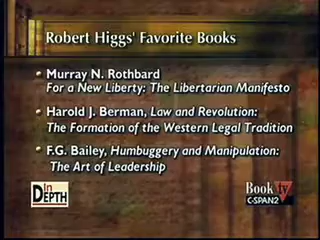 Robert Higgs' Favorite Books
Murray N. Rothbard
For a New Liberty: The Libertarian Manifesto
Harold J. Berman, Law and Revolution:
The Formation of the Western Legal Tradition
F.G. Bailey, Humbuggery and Manipulation:
The Art of Leadership
In
DEPTH
Book tv
C-SPAN2